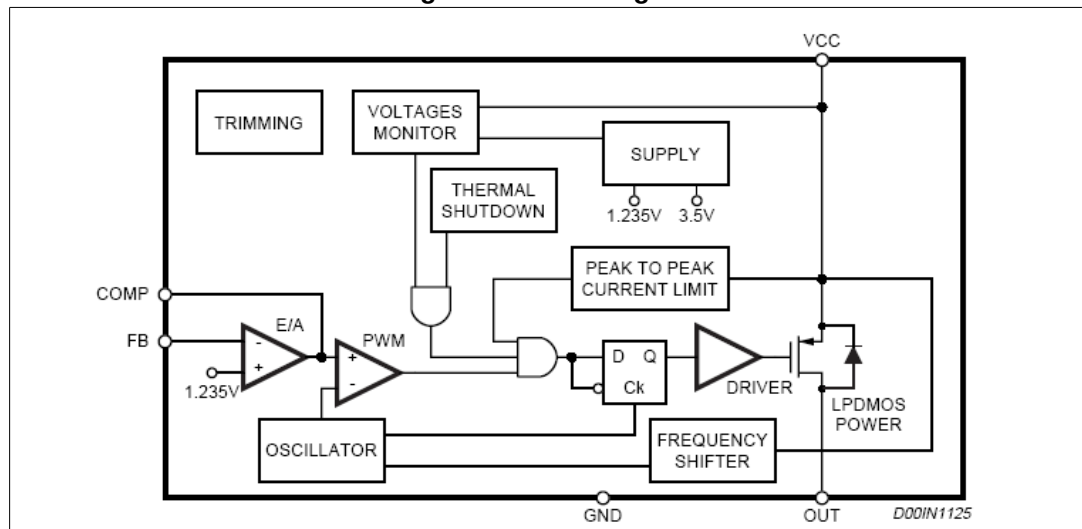 VCC
TRIMMING
VOLTAGES
MONITOR
SUPPLY
1.235V
3.5V
THERMAL
SHUTDOWN
PEAK TO PEAK
CURRENT LIMIT
COMP
FB
E/A
-
+
1.235V
PWM
+
-
D Q
Ck
DRIVER
LPDMOS
POWER
OSCILLATOR
FREQUENCY
SHIFTER
GND
OUT
D00IN1125